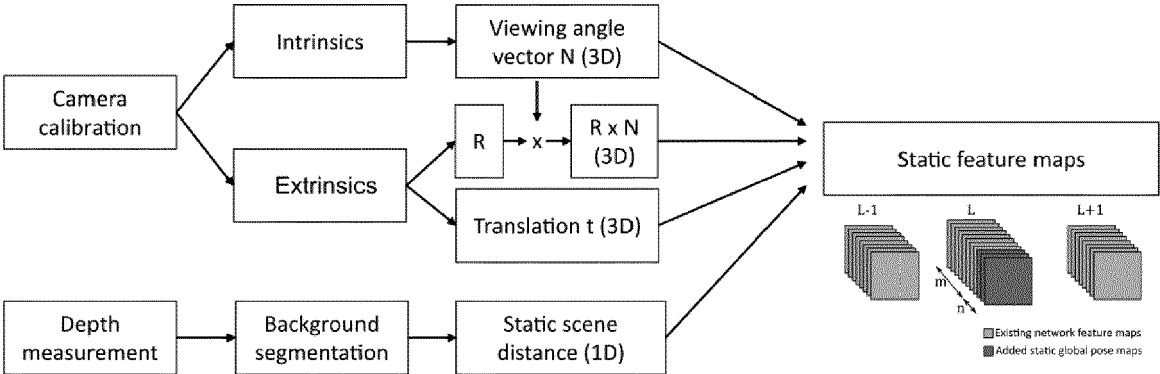 Camera
calibration
Intrinsics
Extrinsics
Viewing angle
vector N (3D)
R
x
R x N
(3D)
Translation t (3D)
Depth
measurement
Background
segmentation
Static scene
distance (1D)
Static feature maps
L-1
L
L+1
m
n
Existing network feature maps
Added static global pose maps